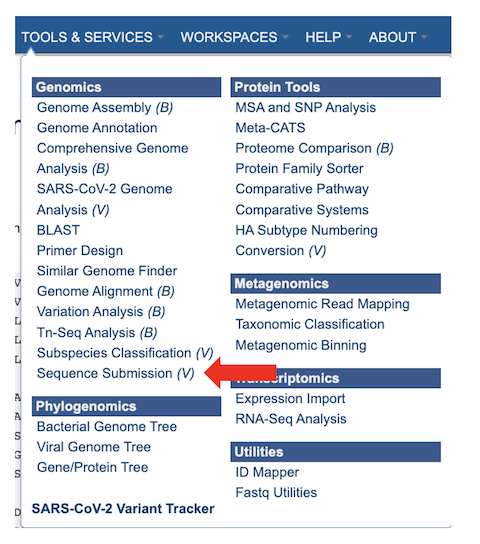 TOOLS & SERVICES WORKSPACES HELP ABOUT
Genomics
Genome Assembly (B)
Genome Annotation
Comprehensive Genome
Analysis (B)
SARS-CoV-2 Genome
Analysis (V)
BLAST
Primer Design
Similar Genome Finder
Genome Alignment (B)
Variation Analysis (B)
Tn-Seq Analysis (B)
Subspecies Classification (V)
Sequence Submission (V)
Phylogenomics
Bacterial Genome Tree
Viral Genome Tree
Gene/Protein Tree
SARS-CoV-2 Variant Tracker
Protein Tools
MSA and SNP Analysis
Meta-CATS
Proteome Comparison (B)
Protein Family Sorter
Comparative Pathway
Comparative Systems
HA Subtype Numbering
Conversion (V)
Metagenomics
Metagenomic Read Mapping
Taxonomic Classification
Metagenomic Binning
Transcriptomics
Expression Import
RNA-Seq Analysis
Utilities
ID Mapper
Fastq Utilities